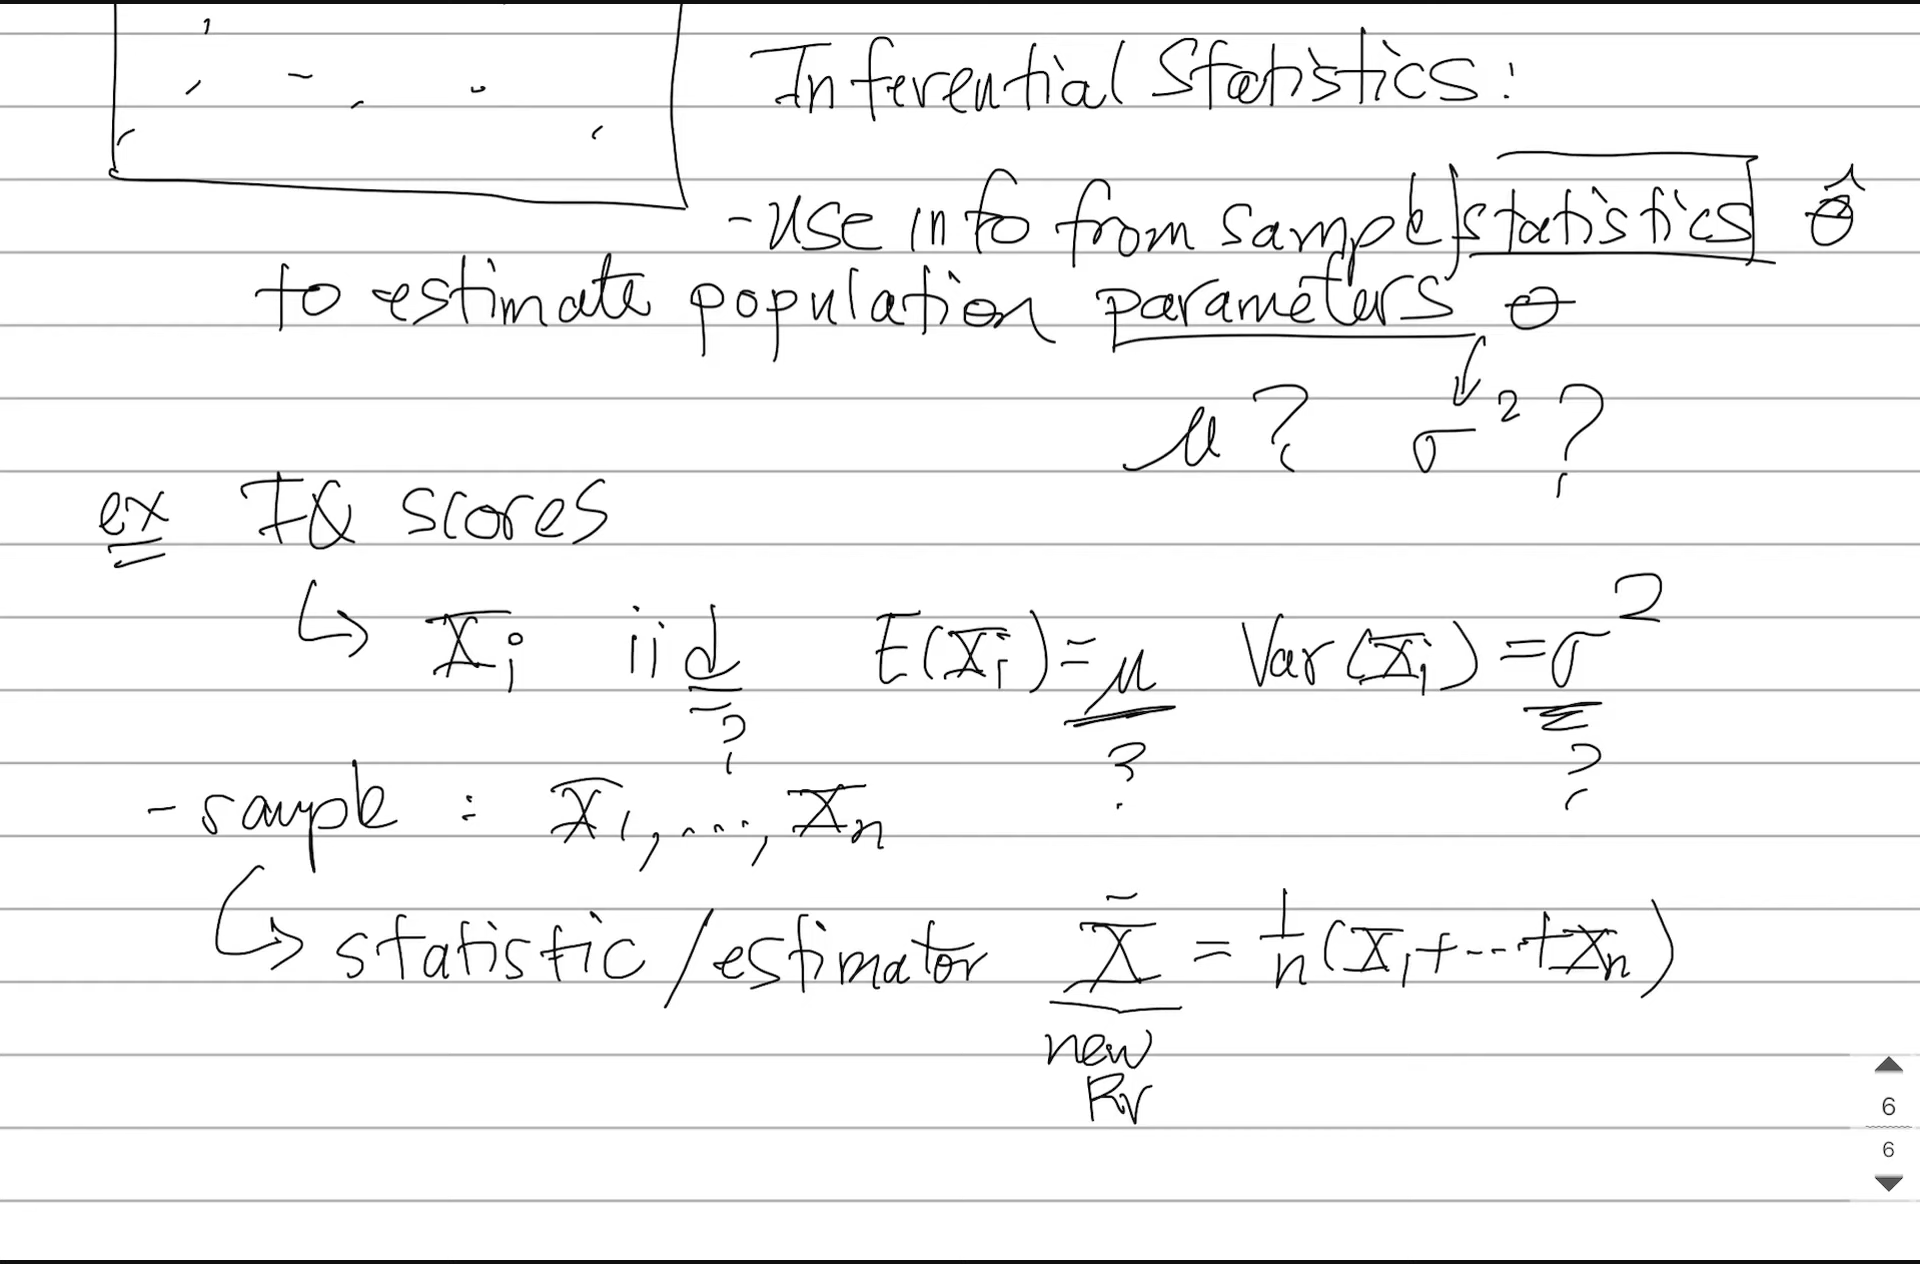 Inferential Statistics:
- use info from sample statistics θ̂
to estimate population parameters θ
μ? σ²?
ex IQ scores
↳ Xᵢ iid E(Xᵢ)=μ Var(Xᵢ)=σ²
? ? ?
- sample : X₁,...,Xₙ
↳ statistic/estimator X̄ = 1/n (X₁+...+Xₙ)
new
RV
6
6